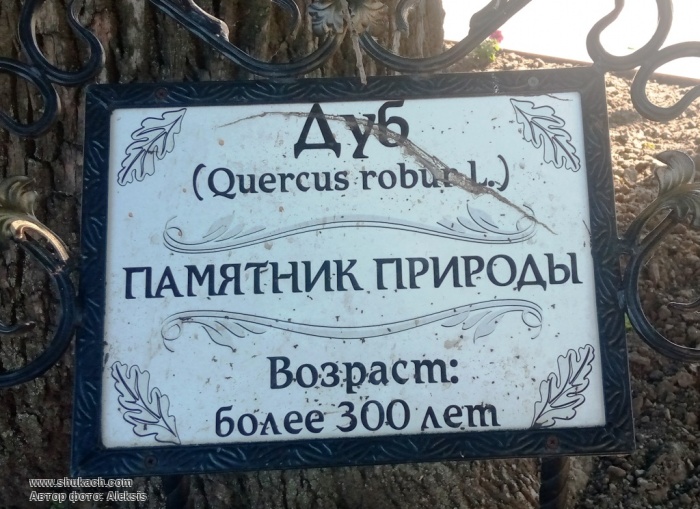 Дуб
(Quercus robur L.)
ПАМЯТНИК ПРИРОДЫ
Возраст:
более 300 лет
www.shukach.com
Автор фото: Aleksis